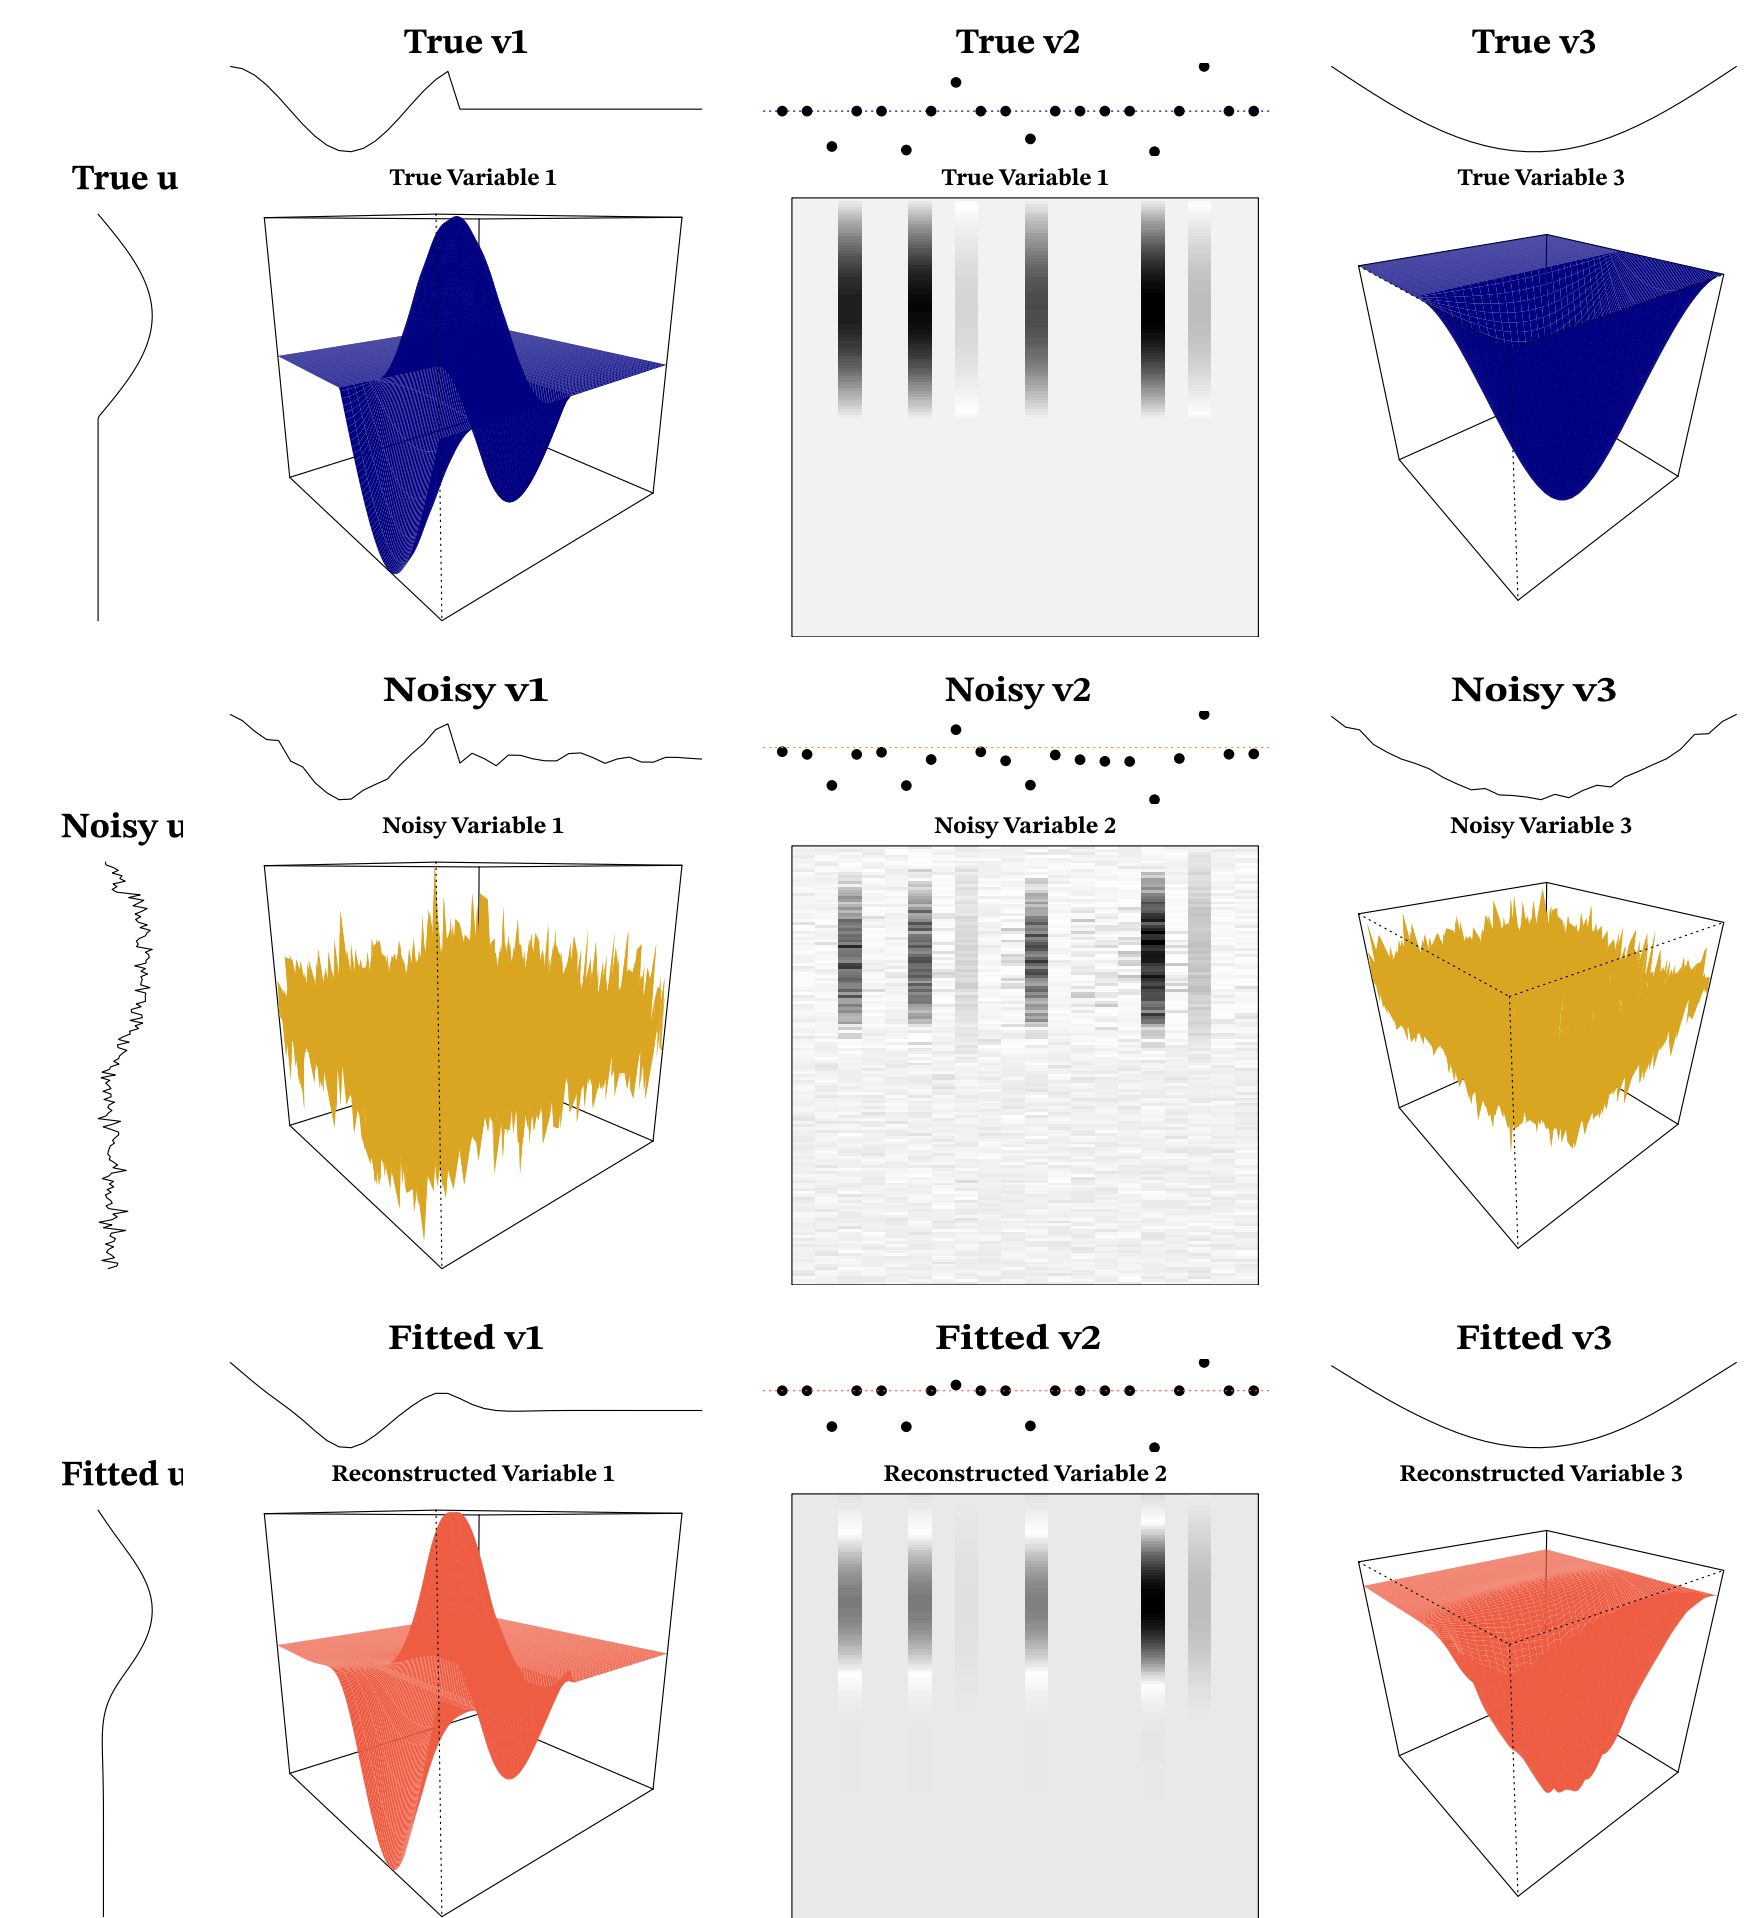 True v1
True v2
True v3
True u
True Variable 1
True Variable 1
True Variable 3
Noisy v1
Noisy v2
Noisy v3
Noisy u
Noisy Variable 1
Noisy Variable 2
Noisy Variable 3
Fitted v1
Fitted v2
Fitted v3
Fitted u
Reconstructed Variable 1
Reconstructed Variable 2
Reconstructed Variable 3